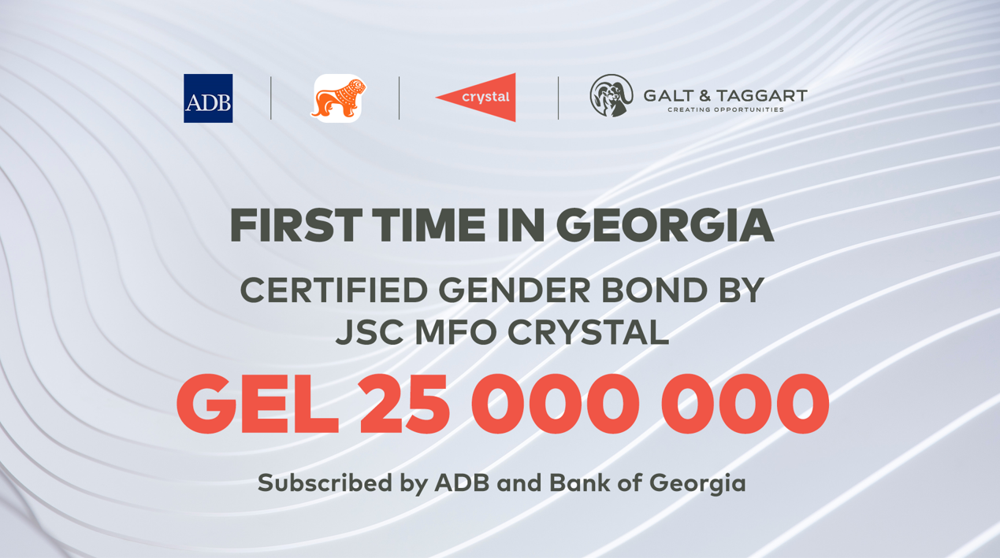 ADB
crystal
GALT & TAGGART
CREATING OPPORTUNITIES
FIRST TIME IN GEORGIA
CERTIFIED GENDER BOND BY
JSC MFO CRYSTAL
GEL 25 000 000
Subscribed by ADB and Bank of Georgia